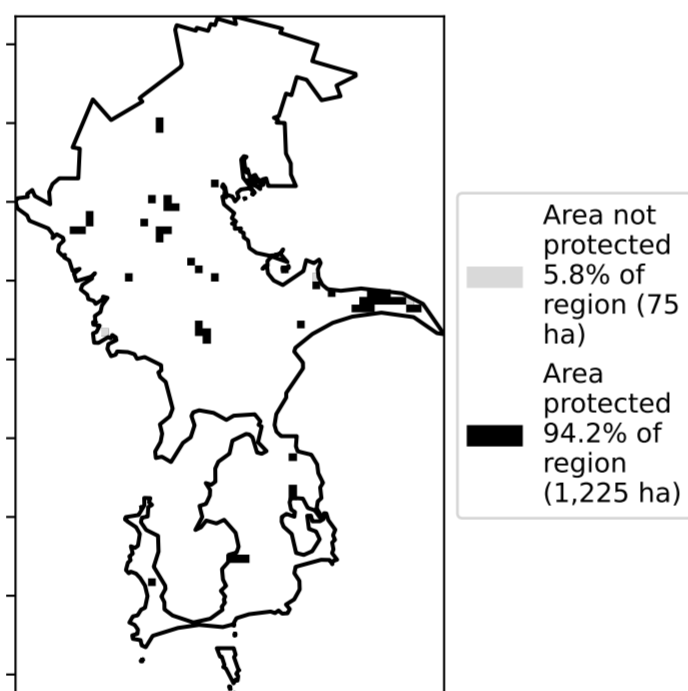 Area not
protected
5.8% of
region (75
ha)
Area
protected
94.2% of
region
(1,225 ha)